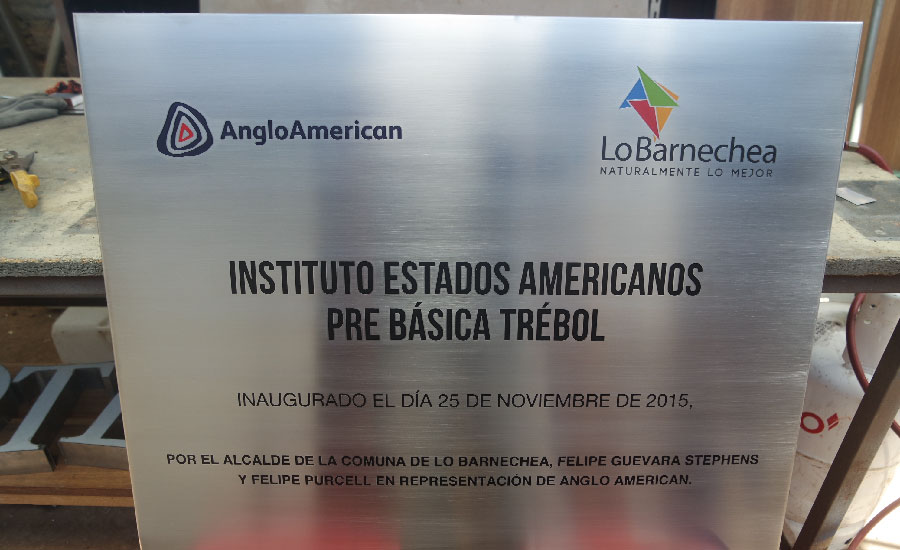 AngloAmerican
LoBarnechea
NATURALMENTE LO MEJOR
INSTITUTO ESTADOS AMERICANOS
PRE BÁSICA TRÉBOL
INAUGURADO EL DÍA 25 DE NOVIEMBRE DE 2015,
POR EL ALCALDE DE LA COMUNA DE LO BARNECHEA, FELIPE GUEVARA STEPHENS
Y FELIPE PURCELL EN REPRESENTACIÓN DE ANGLO AMERICAN.